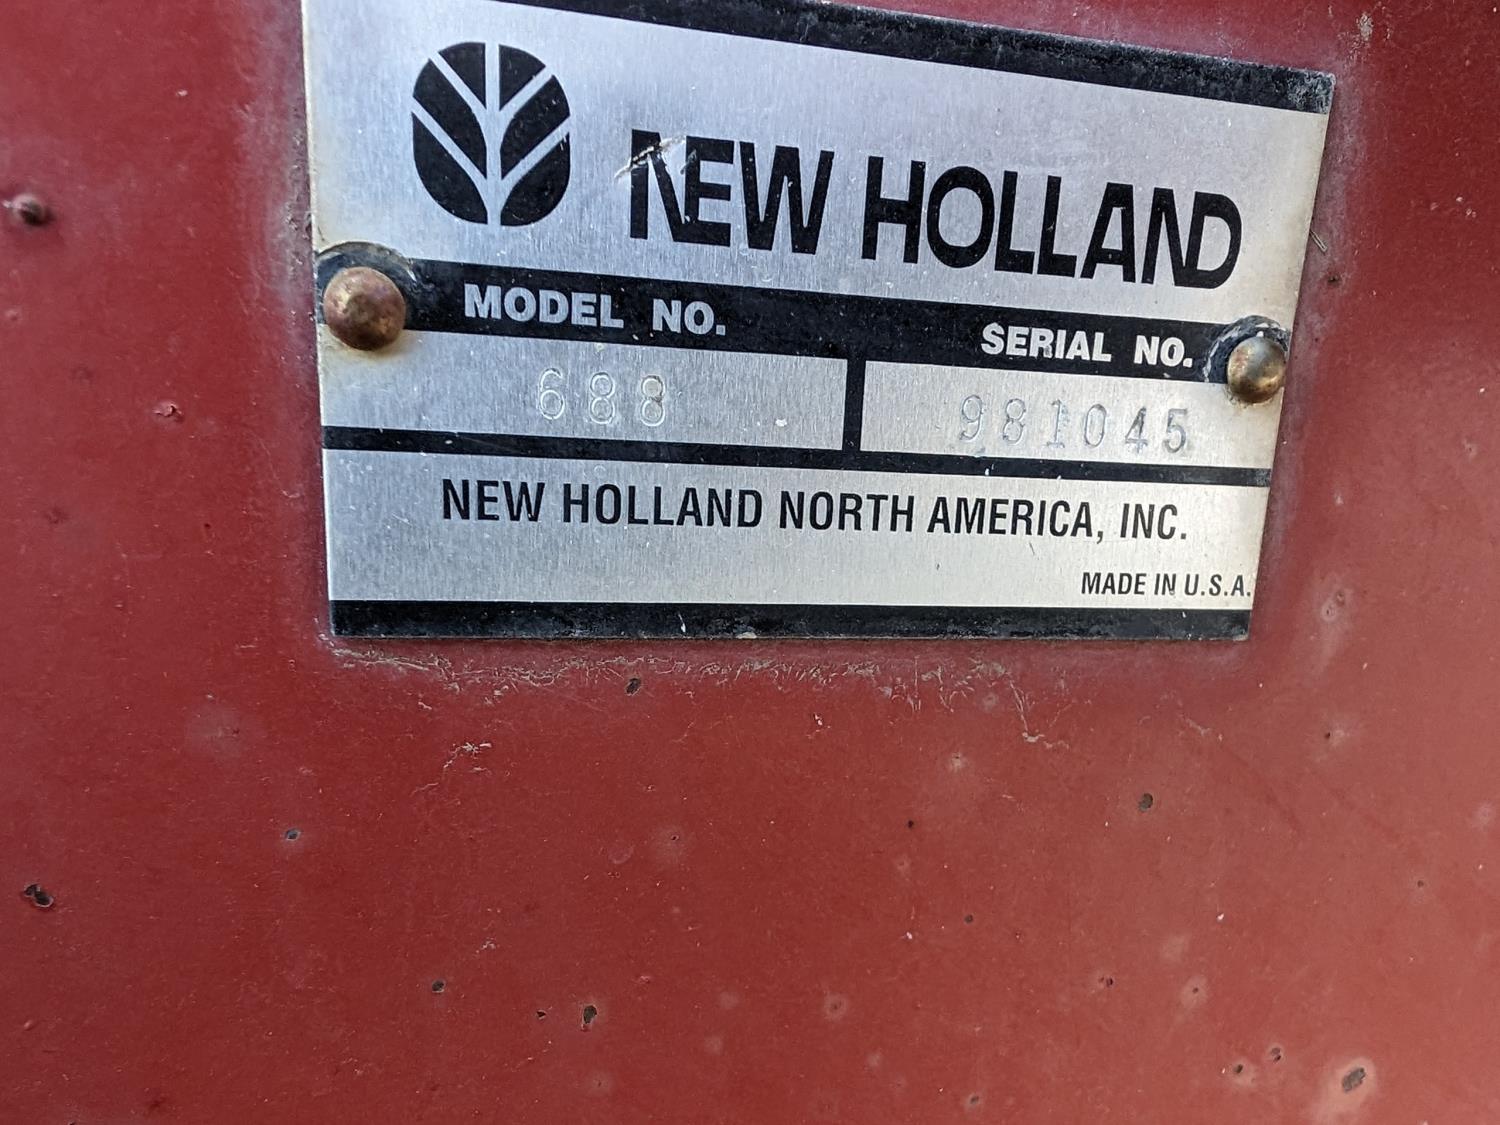 NEW HOLLAND
MODEL NO. SERIAL NO.
688 981045
NEW HOLLAND NORTH AMERICA, INC.
MADE IN U.S.A.